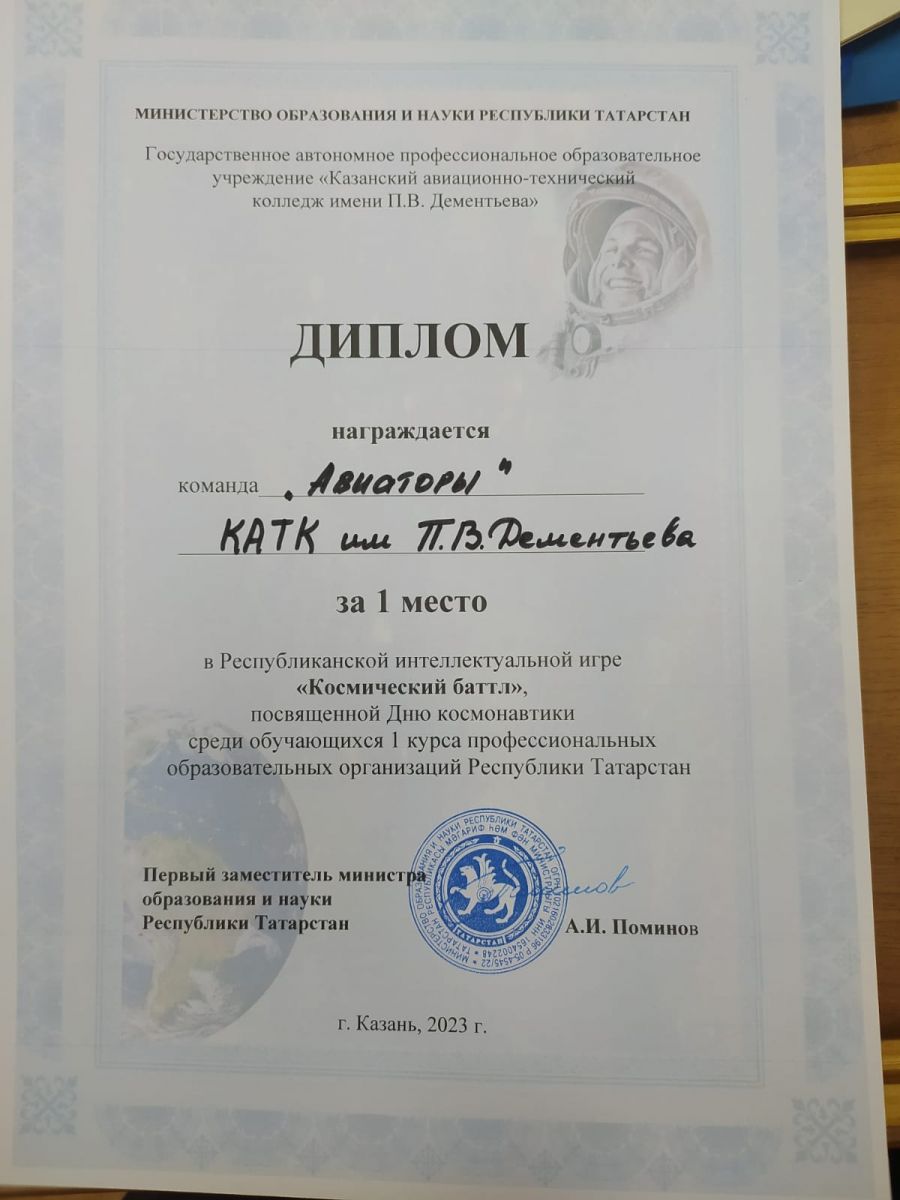 МИНИСТЕРСТВО ОБРАЗОВАНИЯ И НАУКИ РЕСПУБЛИКИ ТАТАРСТАН
Государственное автономное профессиональное образовательное
учреждение «Казанский авиационно-технический
колледж имени П.В. Дементьева»
ДИПЛОМ
награждается
команда „Авиаторы"
КАТК им П.В.Дементьева
за 1 место
в Республиканской интеллектуальной игре
«Космический баттл»,
посвященной Дню космонавтики
среди обучающихся 1 курса профессиональных
образовательных организаций Республики Татарстан
Первый заместитель министра
образования и науки
Республики Татарстан
А.И. Поминов
ТАТАРСТАН
г. Казань, 2023 г.